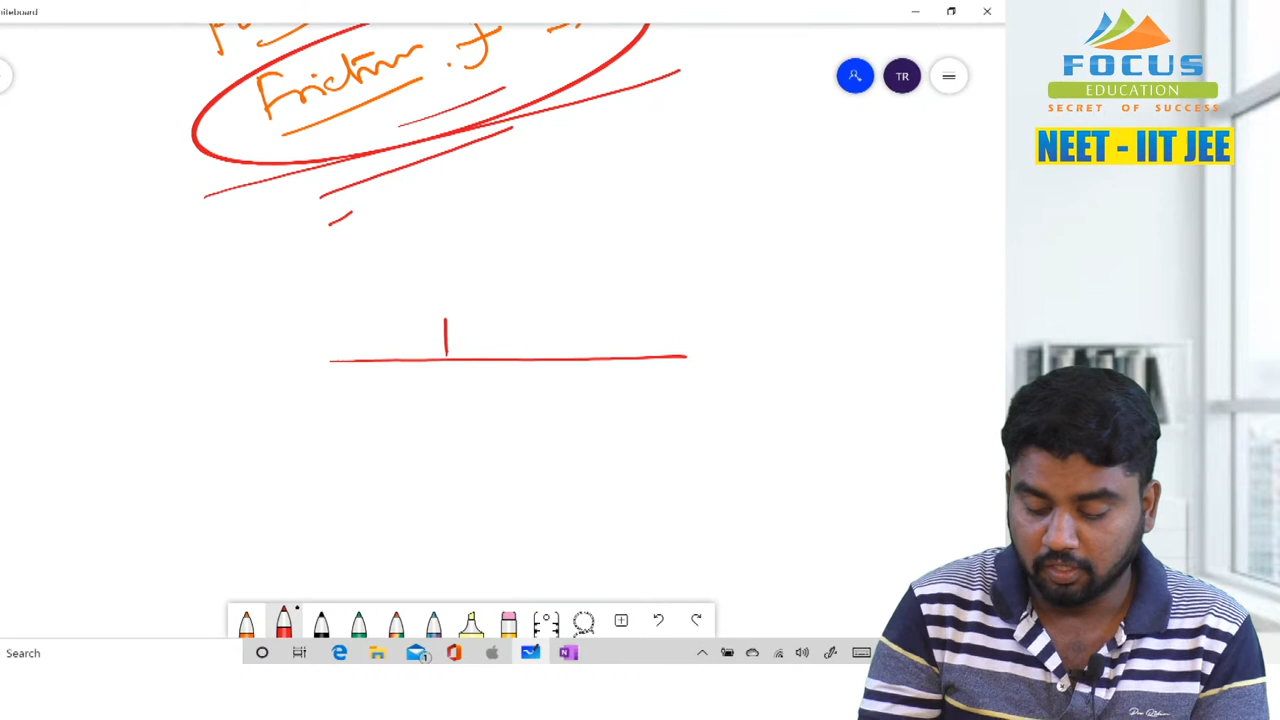 Friction . f
FOCUS
EDUCATION
SECRET OF SUCCESS
NEET - IIT JEE
TR
Search